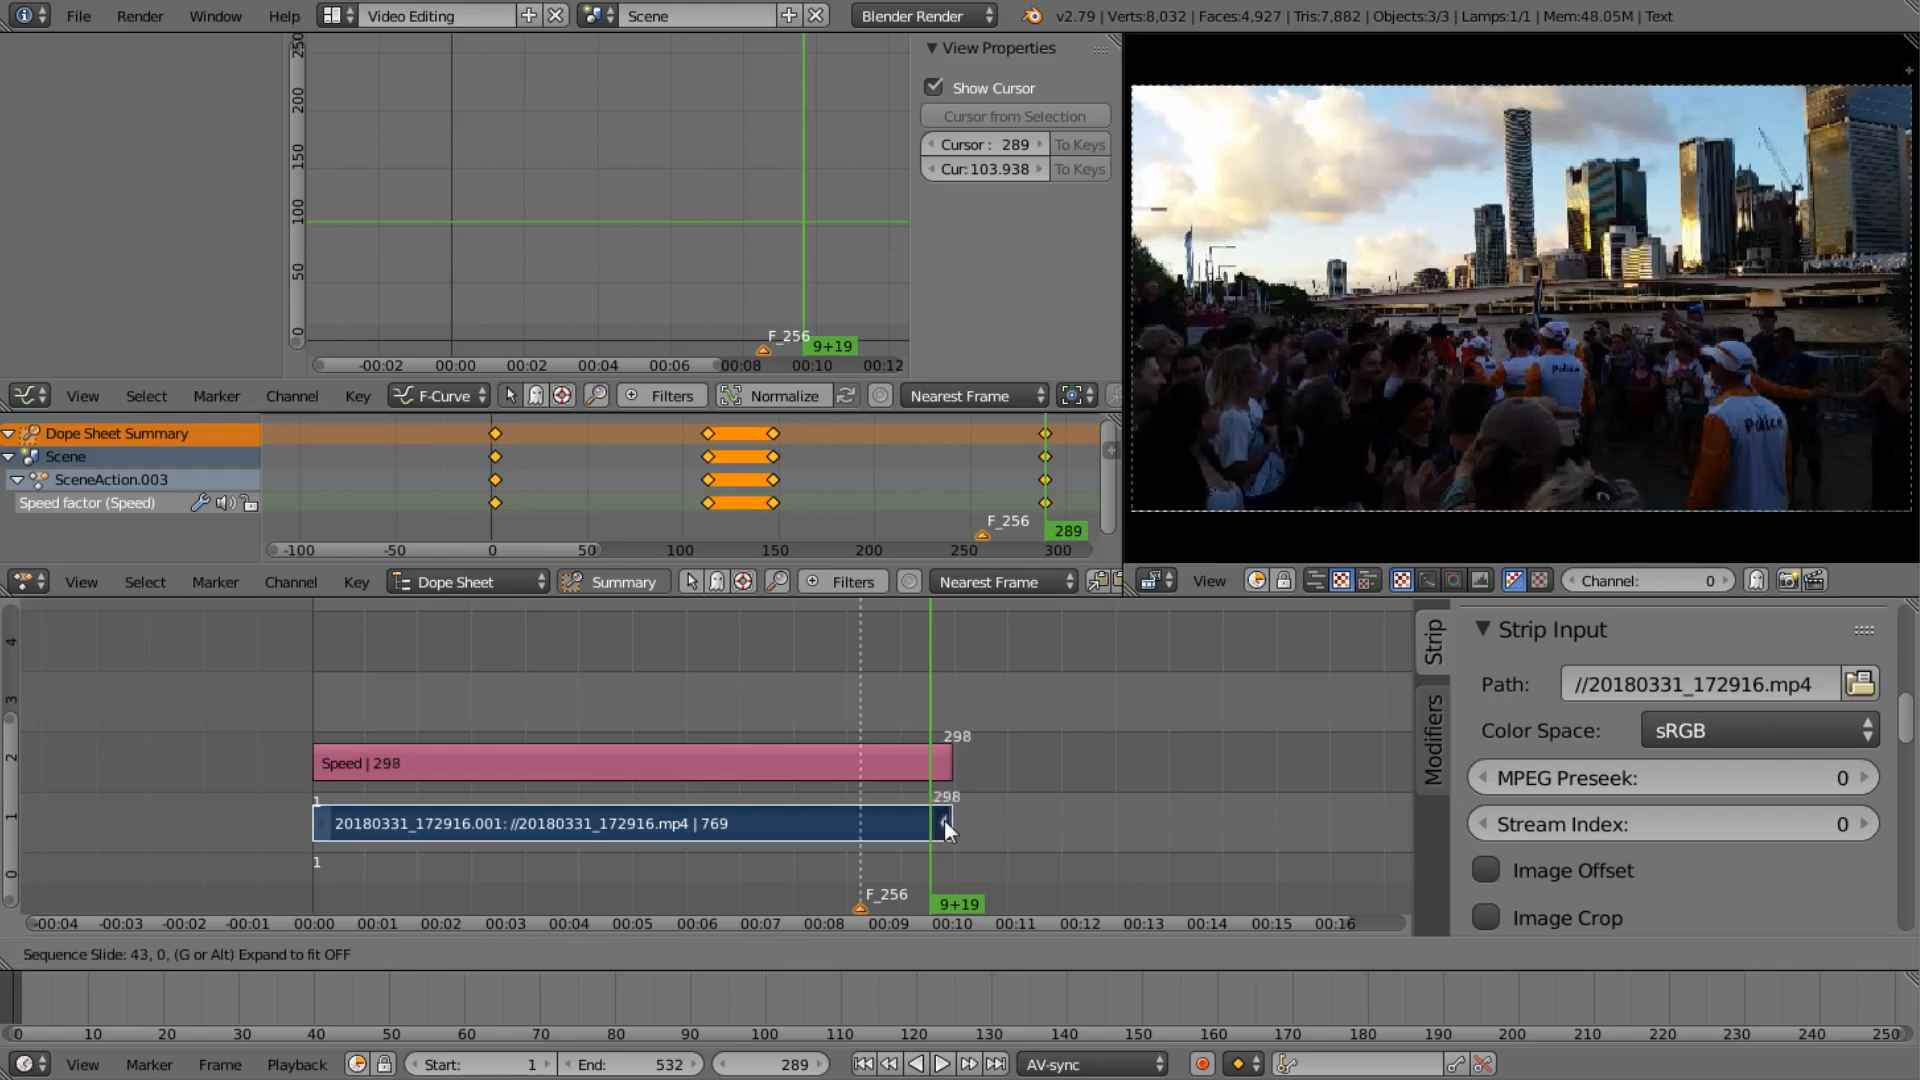 File Render Window Help Video Editing Scene Blender Render v2.79 | Verts:8,032 | Faces:4,927 | Tris:7,882 | Objects:3/3 | Lamps:1/1 | Mem:48.05M | Text
250
200
150
100
50
0
F_256
9+19
-00:02 00:00 00:02 00:04 00:06 00:08 00:10 00:12
View Properties
Show Cursor
Cursor from Selection
Cursor : 289 To Keys
Cur: 103.938 To Keys
Police
Police
View Select Marker Channel Key F-Curve Filters Normalize Nearest Frame
Dope Sheet Summary
Scene
SceneAction.003
Speed factor (Speed)
F_256
289
-100 -50 0 50 100 150 200 250 300
View Select Marker Channel Key Dope Sheet Summary Filters Nearest Frame
View Channel: 0
4
3
2
1
0
298
Speed | 298
1
298
20180331_172916.001: //20180331_172916.mp4 | 769
1
F_256
9+19
-00:04 -00:03 -00:02 -00:01 00:00 00:01 00:02 00:03 00:04 00:05 00:06 00:07 00:08 00:09 00:10 00:11 00:12 00:13 00:14 00:15 00:16
Strip
Modifiers
Strip Input
Path: //20180331_172916.mp4
Color Space: sRGB
MPEG Preseek: 0
Stream Index: 0
Image Offset
Image Crop
Sequence Slide: 43, 0, (G or Alt) Expand to fit OFF
0 10 20 30 40 50 60 70 80 90 100 110 120 130 140 150 160 170 180 190 200 210 220 230 240 250
View Marker Frame Playback Start: 1 End: 532 289 AV-sync